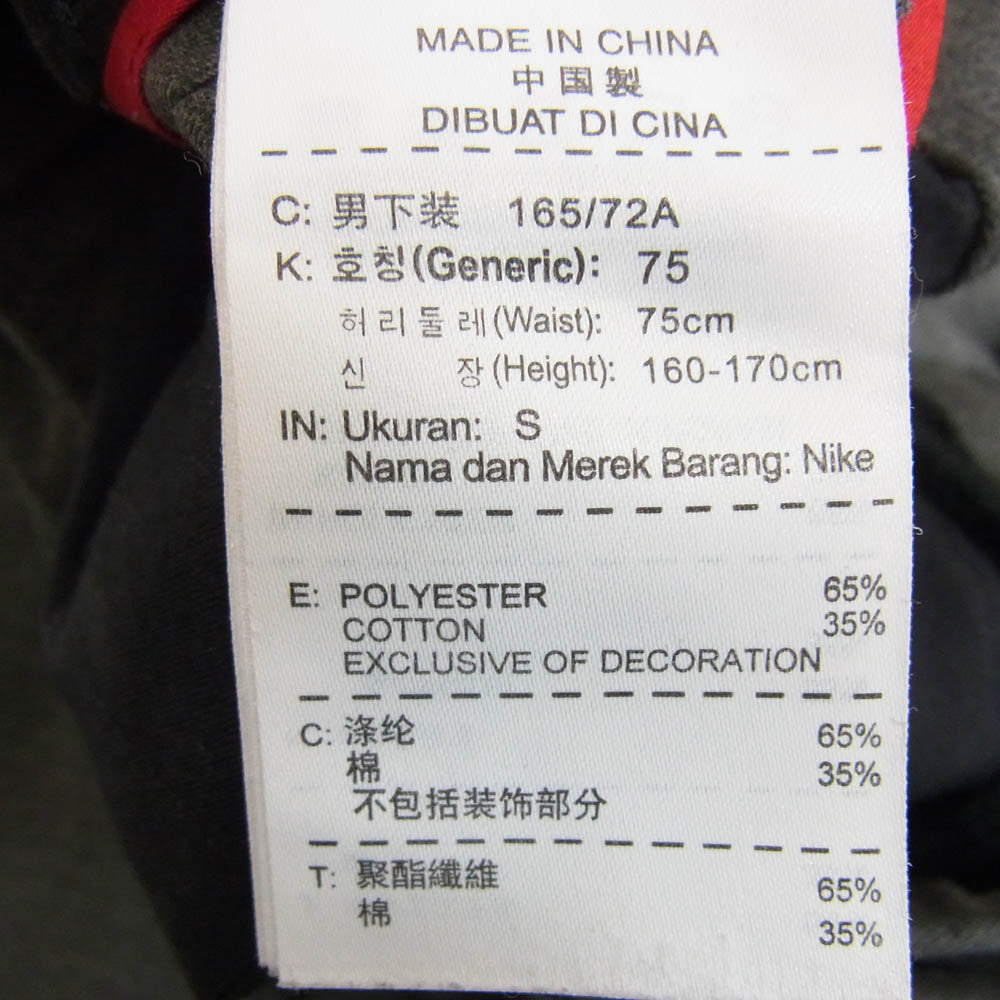 MADE IN CHINA
中国製
DIBUAT DI CINA
C: 男下装 165/72A
K: 호칭(Generic): 75
허리둘레(Waist): 75cm
신 장(Height): 160-170cm
IN: Ukuran: S
Nama dan Merek Barang: Nike
E: POLYESTER 65%
COTTON 35%
EXCLUSIVE OF DECORATION
C: 涤纶 65%
棉 35%
不包括装饰部分
T: 聚酯纖維 65%
棉 35%